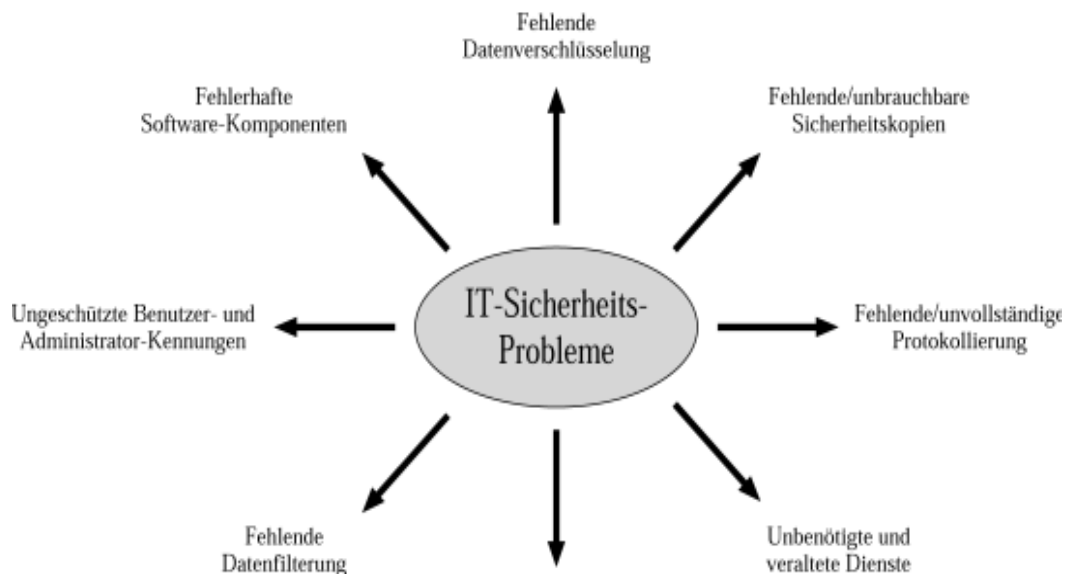 Fehlende
Datenverschlüsselung
Fehlerhafte
Software-Komponenten
Fehlende/unbrauchbare
Sicherheitskopien
IT-Sicherheits-
Probleme
Ungeschützte Benutzer- und
Administrator-Kennungen
Fehlende/unvollständige
Protokollierung
Fehlende
Datenfilterung
Unbenötigte und
veraltete Dienste